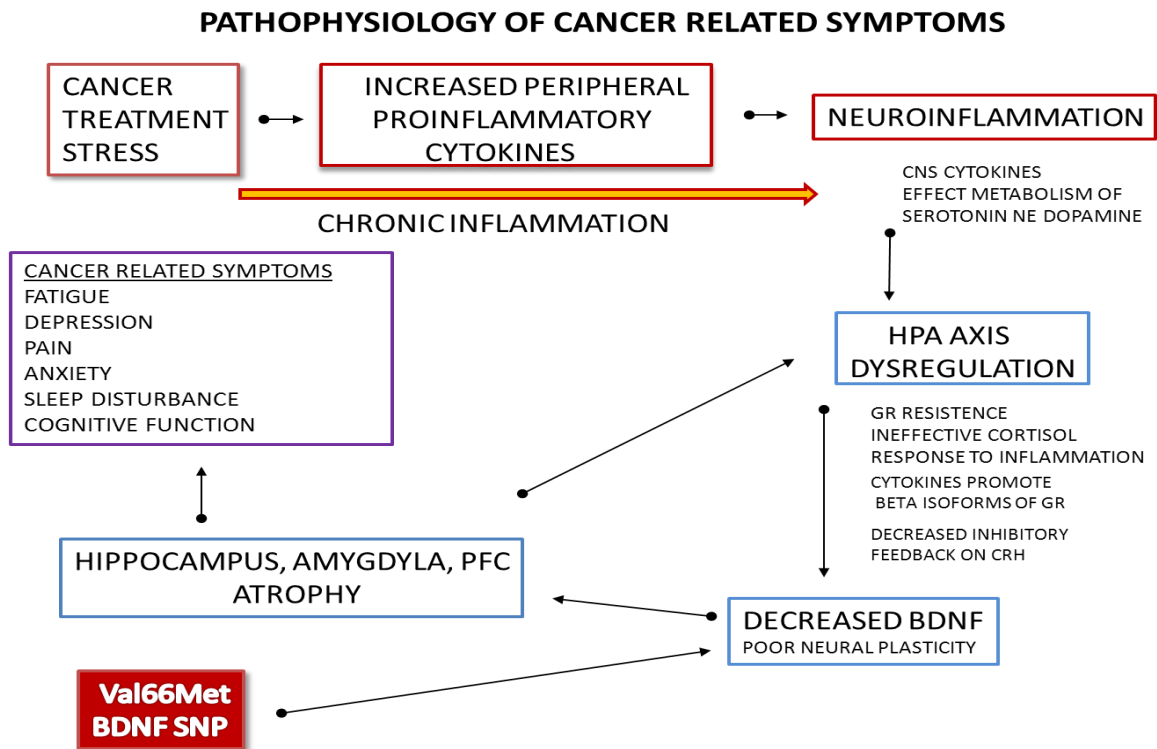 PATHOPHYSIOLOGY OF CANCER RELATED SYMPTOMS
CANCER
TREATMENT
STRESS
INCREASED PERIPHERAL
PROINFLAMMATORY
CYTOKINES
NEUROINFLAMMATION
CHRONIC INFLAMMATION
CNS CYTOKINES
EFFECT METABOLISM OF
SEROTONIN NE DOPAMINE
CANCER RELATED SYMPTOMS
FATIGUE
DEPRESSION
PAIN
ANXIETY
SLEEP DISTURBANCE
COGNITIVE FUNCTION
HPA AXIS
DYSREGULATION
GR RESISTENCE
INEFFECTIVE CORTISOL
RESPONSE TO INFLAMMATION
CYTOKINES PROMOTE
BETA ISOFORMS OF GR
DECREASED INHIBITORY
FEEDBACK ON CRH
HIPPOCAMPUS, AMYGDYLA, PFC
ATROPHY
DECREASED BDNF
POOR NEURAL PLASTICITY
Val66Met
BDNF SNP